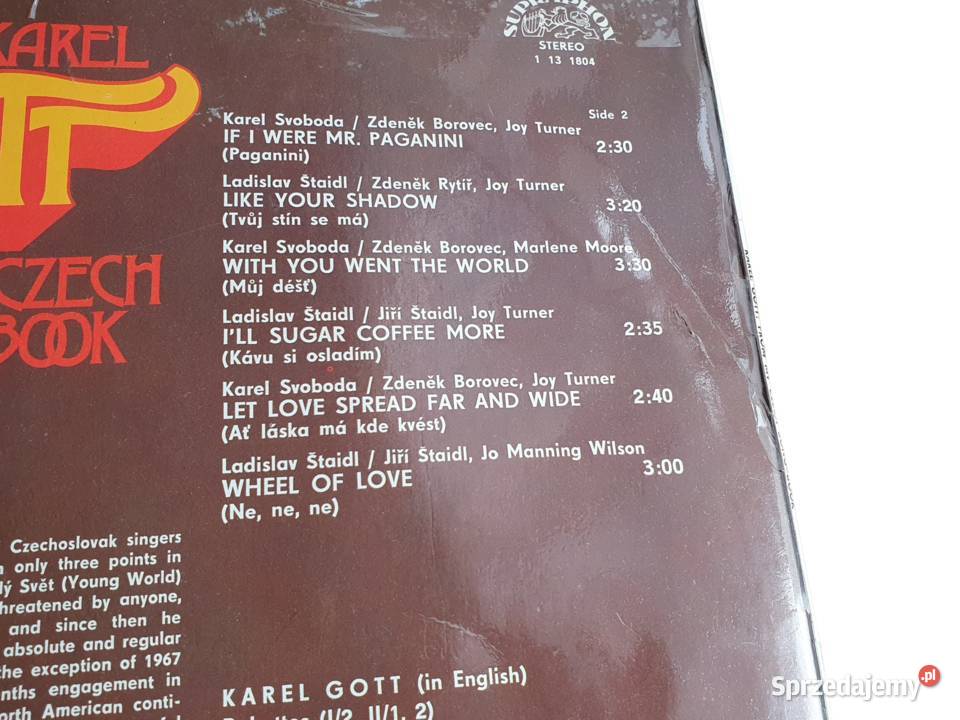 KAREL
TT
CZECH
BOOK
SUPRAPHON
STEREO
1 13 1804
Side 2
Karel Svoboda / Zdeněk Borovec, Joy Turner
IF I WERE MR. PAGANINI 2:30
(Paganini)
Ladislav Štaidl / Zdeněk Rytíř, Joy Turner
LIKE YOUR SHADOW 3:20
(Tvůj stín se má)
Karel Svoboda / Zdeněk Borovec, Marlene Moore
WITH YOU WENT THE WORLD 3:30
(Můj déšť)
Ladislav Štaidl / Jiří Štaidl, Joy Turner
I'LL SUGAR COFFEE MORE 2:35
(Kávu si osladím)
Karel Svoboda / Zdeněk Borovec, Joy Turner
LET LOVE SPREAD FAR AND WIDE 2:40
(Ať láska má kde kvést)
Ladislav Štaidl / Jiří Štaidl, Jo Manning Wilson
WHEEL OF LOVE 3:00
(Ne, ne, ne)
Czechoslovak singers
only three points in
Svět (Young World)
threatened by anyone,
and since then he
absolute and regular
the exception of 1967
engagement in
North American conti-
KAREL GOTT (in English)
(I/2, II/1, 2)
Sprzedajemy.pl